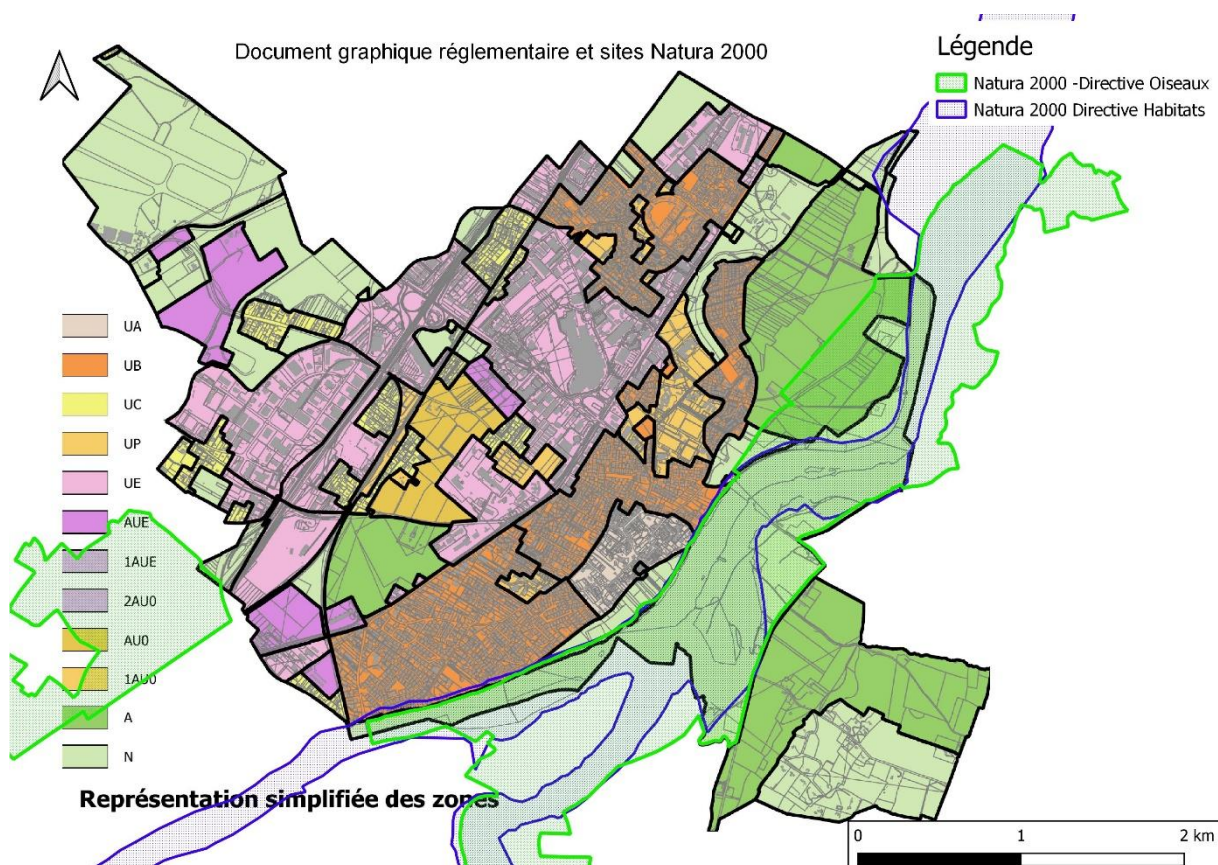 Document graphique réglementaire et sites Natura 2000
Légende
Natura 2000 -Directive Oiseaux
Natura 2000 Directive Habitats
UA
UB
UC
UP
UE
AUE
1AUE
2AU0
AU0
1AU0
A
N
Représentation simplifiée des zones
0 1 2 km